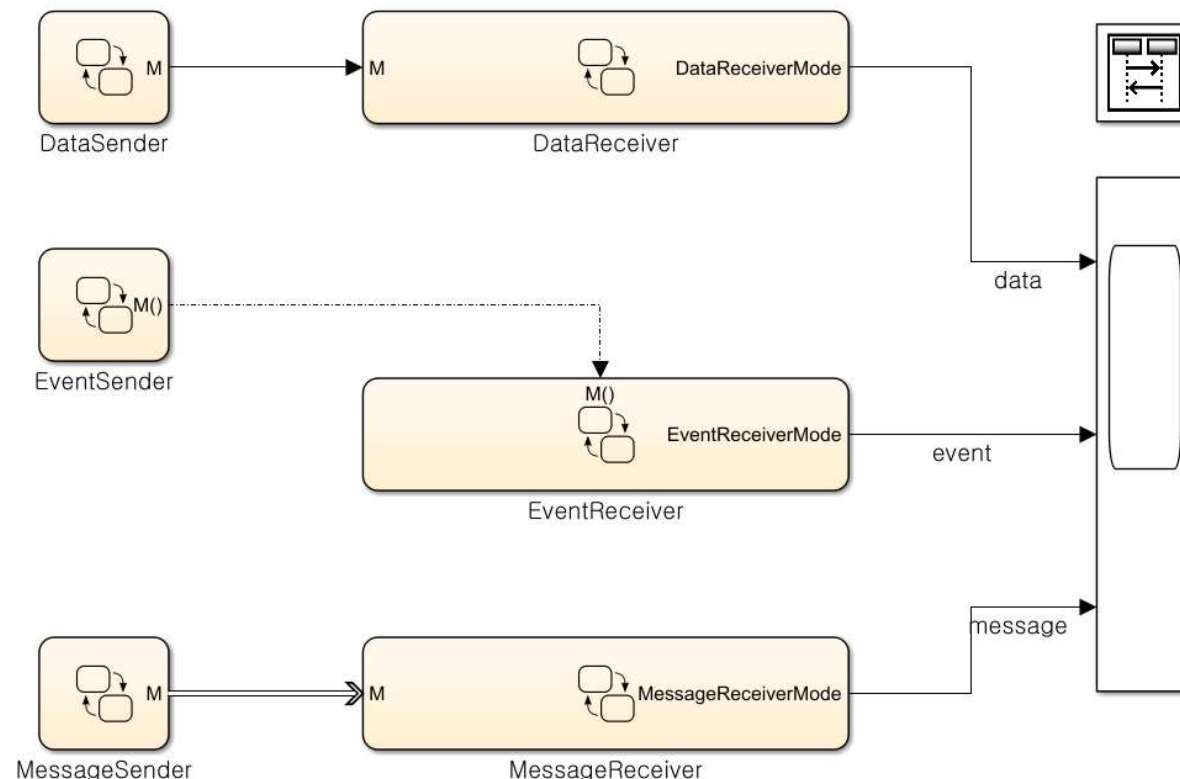 M
M
DataReceiverMode
DataSender
DataReceiver
data
M()
EventSender
M()
EventReceiverMode
event
EventReceiver
message
M
M
MessageReceiverMode
MessageSender
MessageReceiver